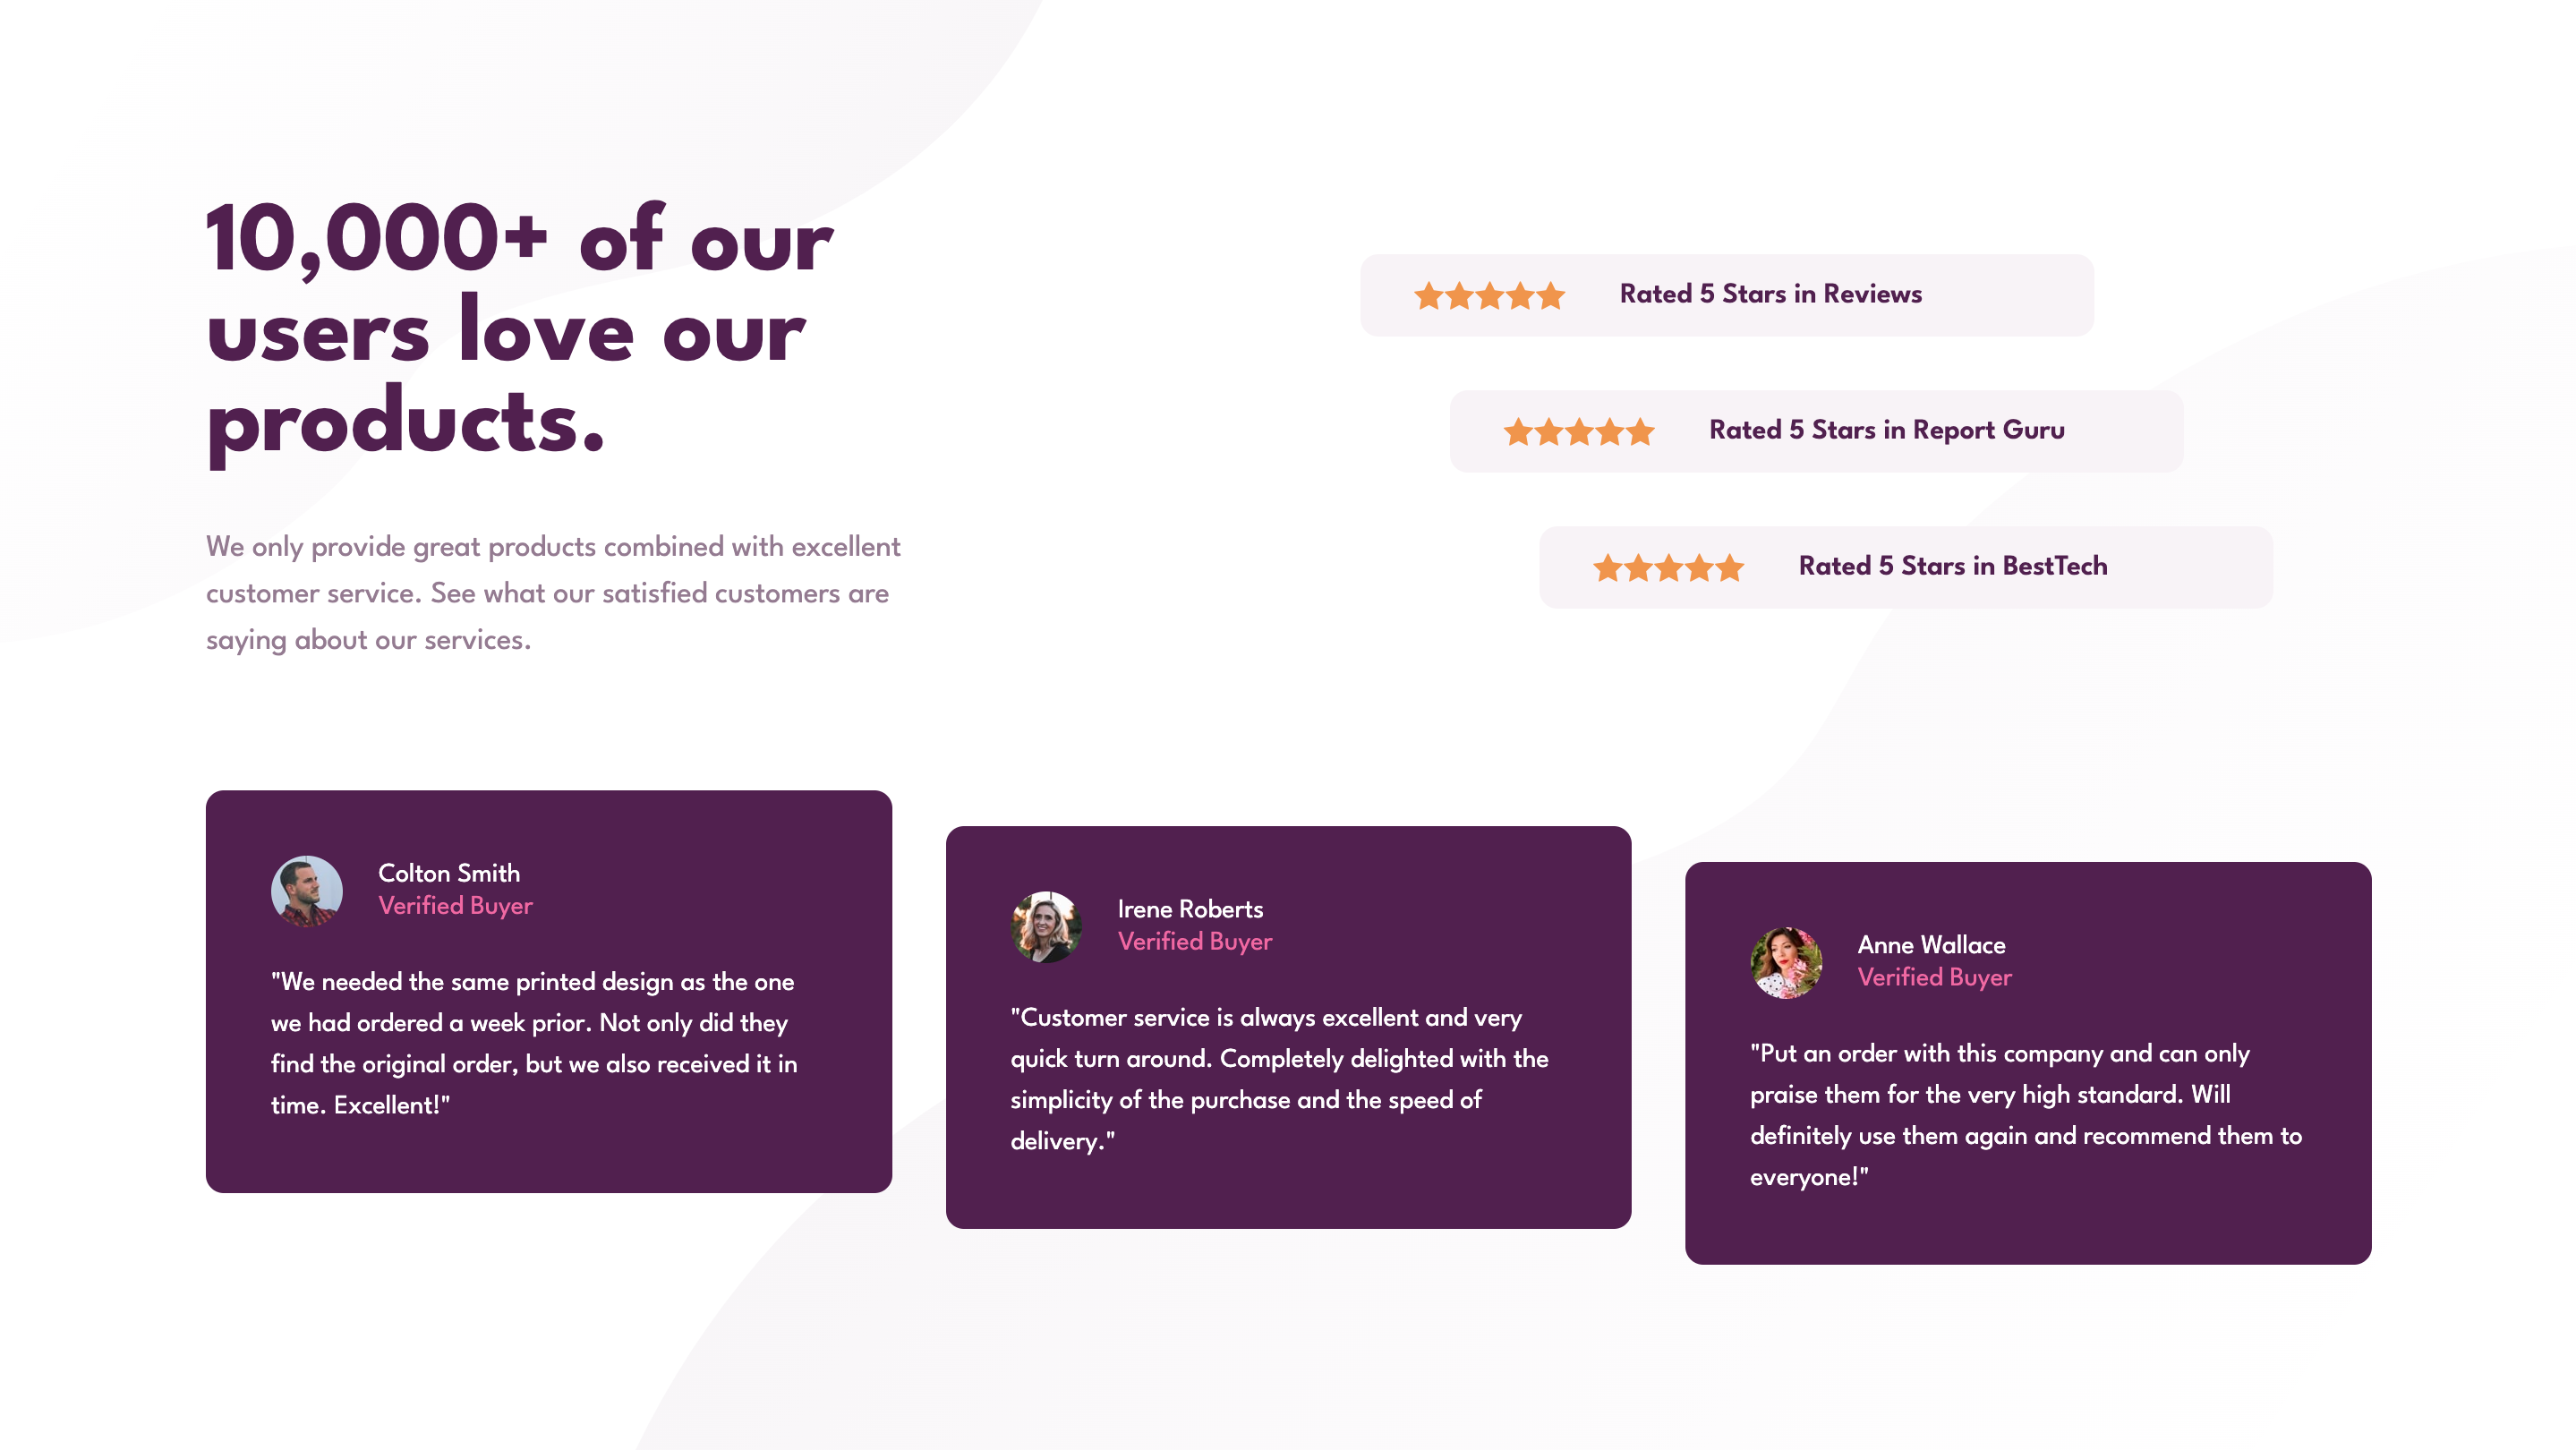 10,000+ of our
users love our
products.
We only provide great products combined with excellent
customer service. See what our satisfied customers are
saying about our services.
Rated 5 Stars in Reviews
Rated 5 Stars in Report Guru
Rated 5 Stars in BestTech
Colton Smith
Verified Buyer
"We needed the same printed design as the one
we had ordered a week prior. Not only did they
find the original order, but we also received it in
time. Excellent!"
Irene Roberts
Verified Buyer
"Customer service is always excellent and very
quick turn around. Completely delighted with the
simplicity of the purchase and the speed of
delivery."
Anne Wallace
Verified Buyer
"Put an order with this company and can only
praise them for the very high standard. Will
definitely use them again and recommend them to
everyone!"